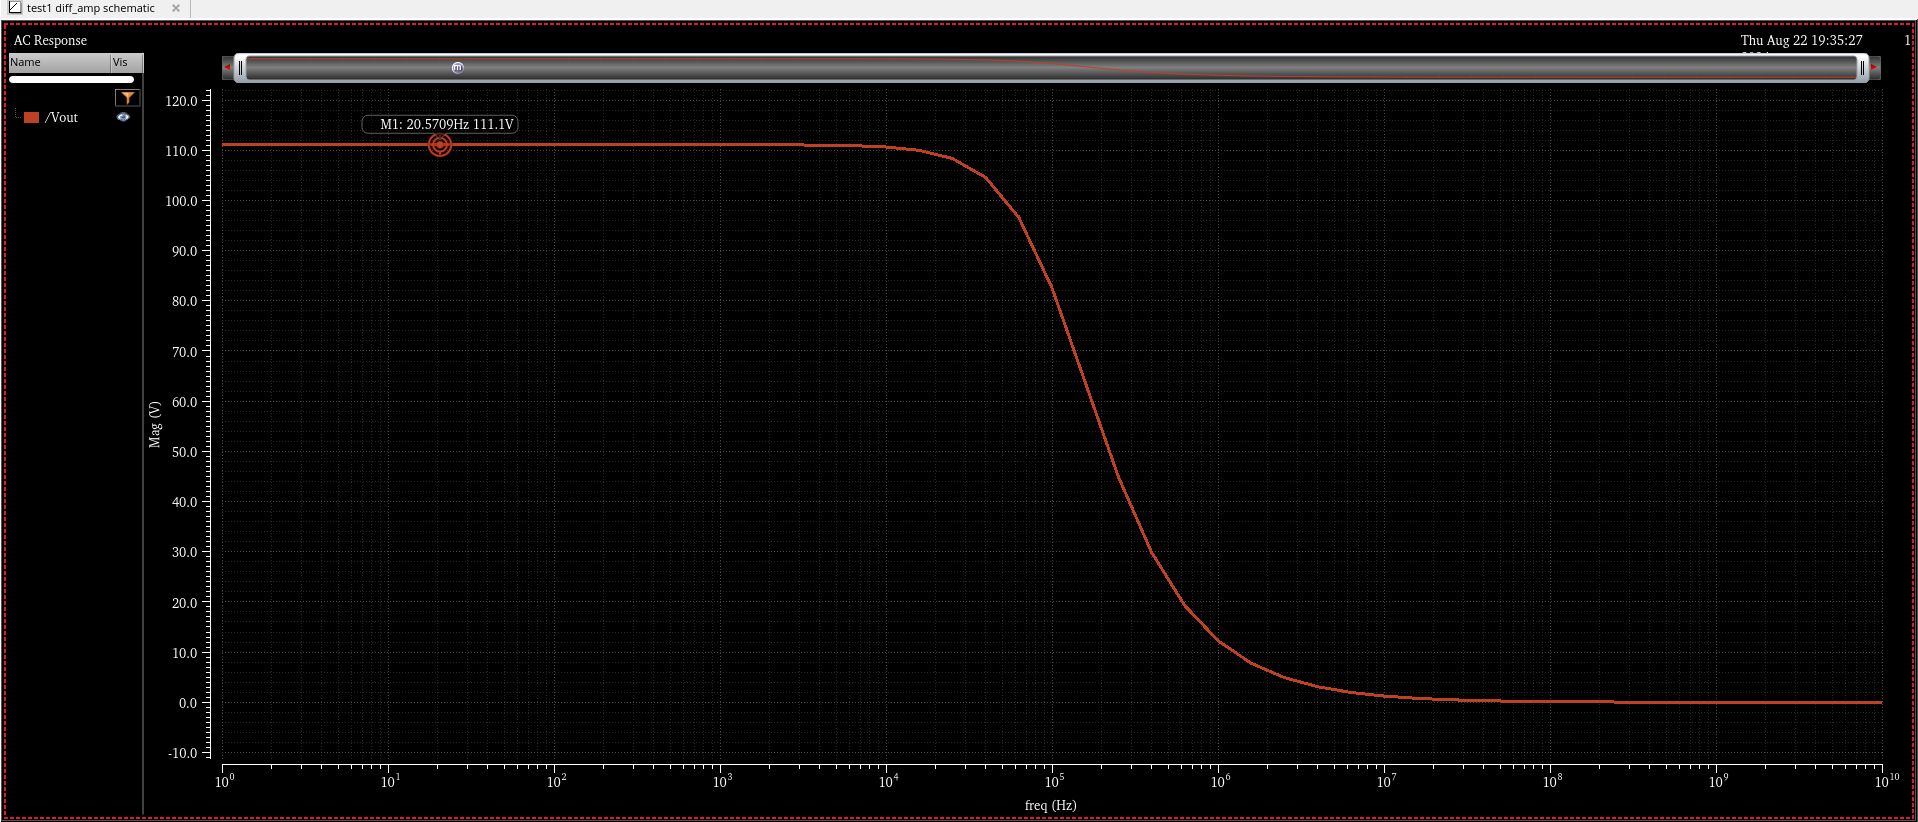 test1 diff_amp schematic
AC Response
Thu Aug 22 19:35:27
1
Name Vis
/Vout
M1: 20.5709Hz 111.1V
120.0
110.0
100.0
90.0
80.0
70.0
60.0
50.0
40.0
30.0
20.0
10.0
0.0
-10.0
Mag (V)
10⁰ 10¹ 10² 10³ 10⁴ 10⁵ 10⁶ 10⁷ 10⁸ 10⁹ 10¹⁰
freq (Hz)